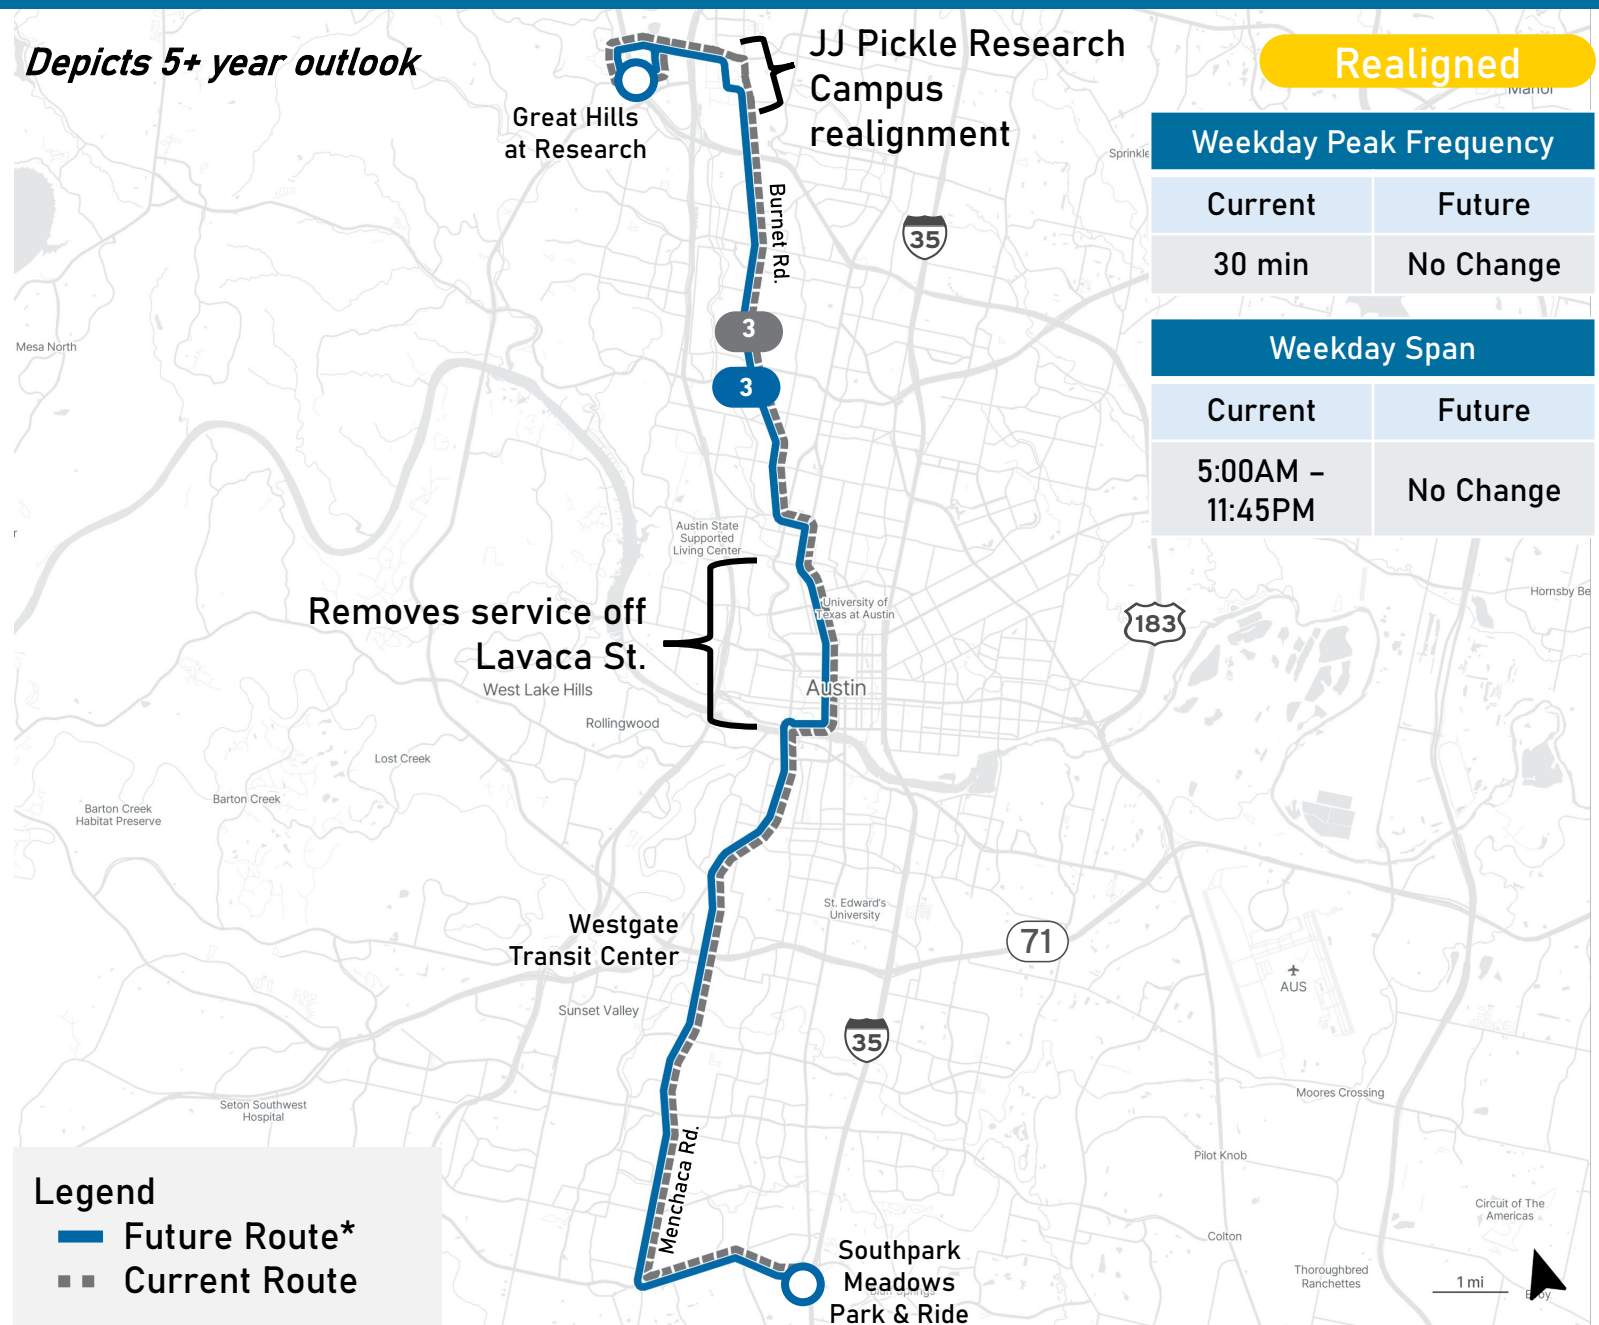 Depicts 5+ year outlook
JJ Pickle Research
Campus
realignment
Realigned
Manor
Great Hills
at Research
Weekday Peak Frequency
Current
Future
30 min
No Change
Sprinkle
Burnet Rd.
35
Weekday Span
Current
Future
5:00AM –
11:45PM
No Change
3
3
Mesa North
r
Austin State
Supported
Living Center
Removes service off
Lavaca St.
University of
Texas at Austin
183
Hornsby Be
West Lake Hills
Austin
Rollingwood
Lost Creek
Barton Creek
Barton Creek
Habitat Preserve
St. Edward's
University
Westgate
Transit Center
71
AUS
Sunset Valley
35
Moores Crossing
Seton Southwest
Hospital
Menchaca Rd.
Pilot Knob
Circuit of The
Americas
Colton
Thoroughbred
Ranchettes
1 mi
Legend
Future Route*
Current Route
Southpark
Meadows
Park & Ride